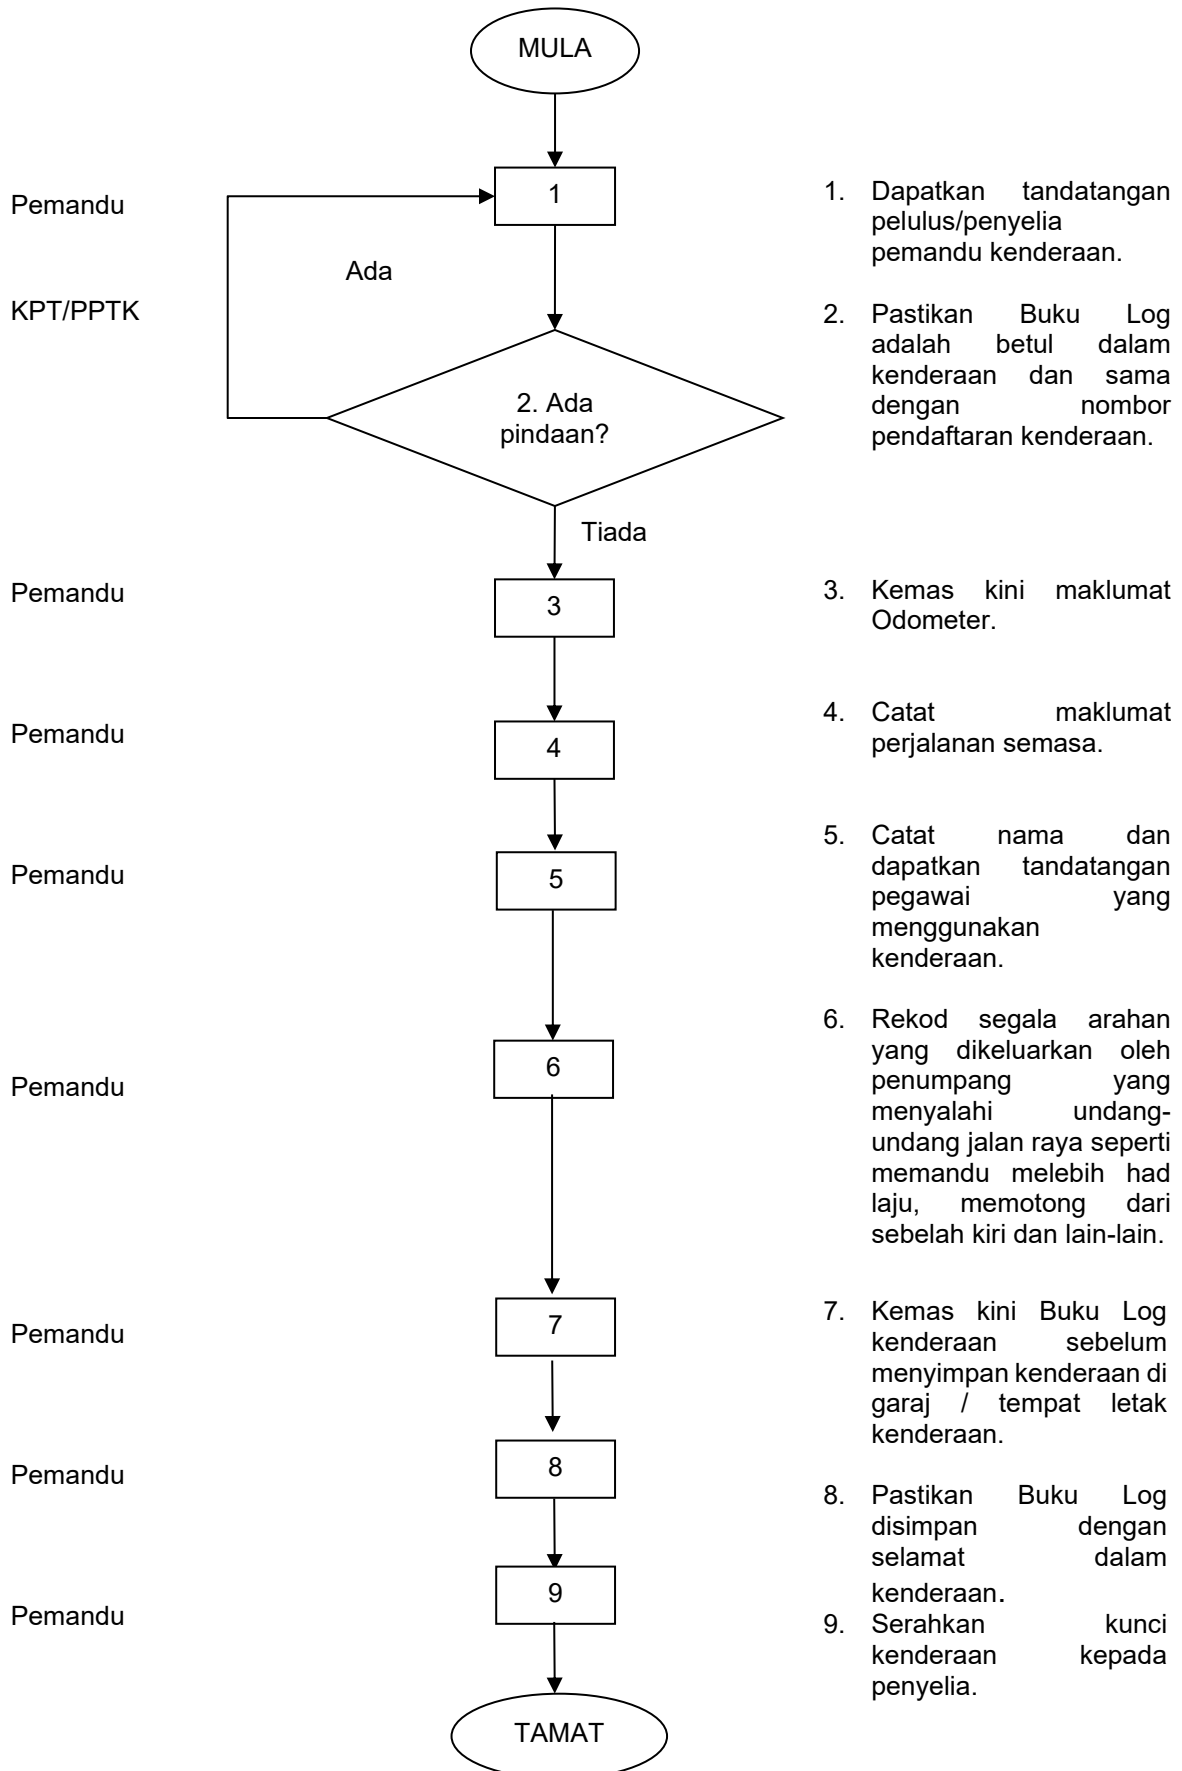 MULA
Pemandu
1
1. Dapatkan tandatangan
pelulus/penyelia
pemandu kenderaan.
Ada
KPT/PPTK
2. Ada
pindaan?
2. Pastikan Buku Log
adalah betul dalam
kenderaan dan sama
dengan nombor
pendaftaran kenderaan.
Tiada
Pemandu
3
3. Kemas kini maklumat
Odometer.
Pemandu
4
4. Catat maklumat
perjalanan semasa.
Pemandu
5
5. Catat nama dan
dapatkan tandatangan
pegawai yang
menggunakan
kenderaan.
Pemandu
6
6. Rekod segala arahan
yang dikeluarkan oleh
penumpang yang
menyalahi undang-
undang jalan raya seperti
memandu melebih had
laju, memotong dari
sebelah kiri dan lain-lain.
Pemandu
7
7. Kemas kini Buku Log
kenderaan sebelum
menyimpan kenderaan di
garaj / tempat letak
kenderaan.
Pemandu
8
8. Pastikan Buku Log
disimpan dengan
selamat dalam
kenderaan.
Pemandu
9
9. Serahkan kunci
kenderaan kepada
penyelia.
TAMAT